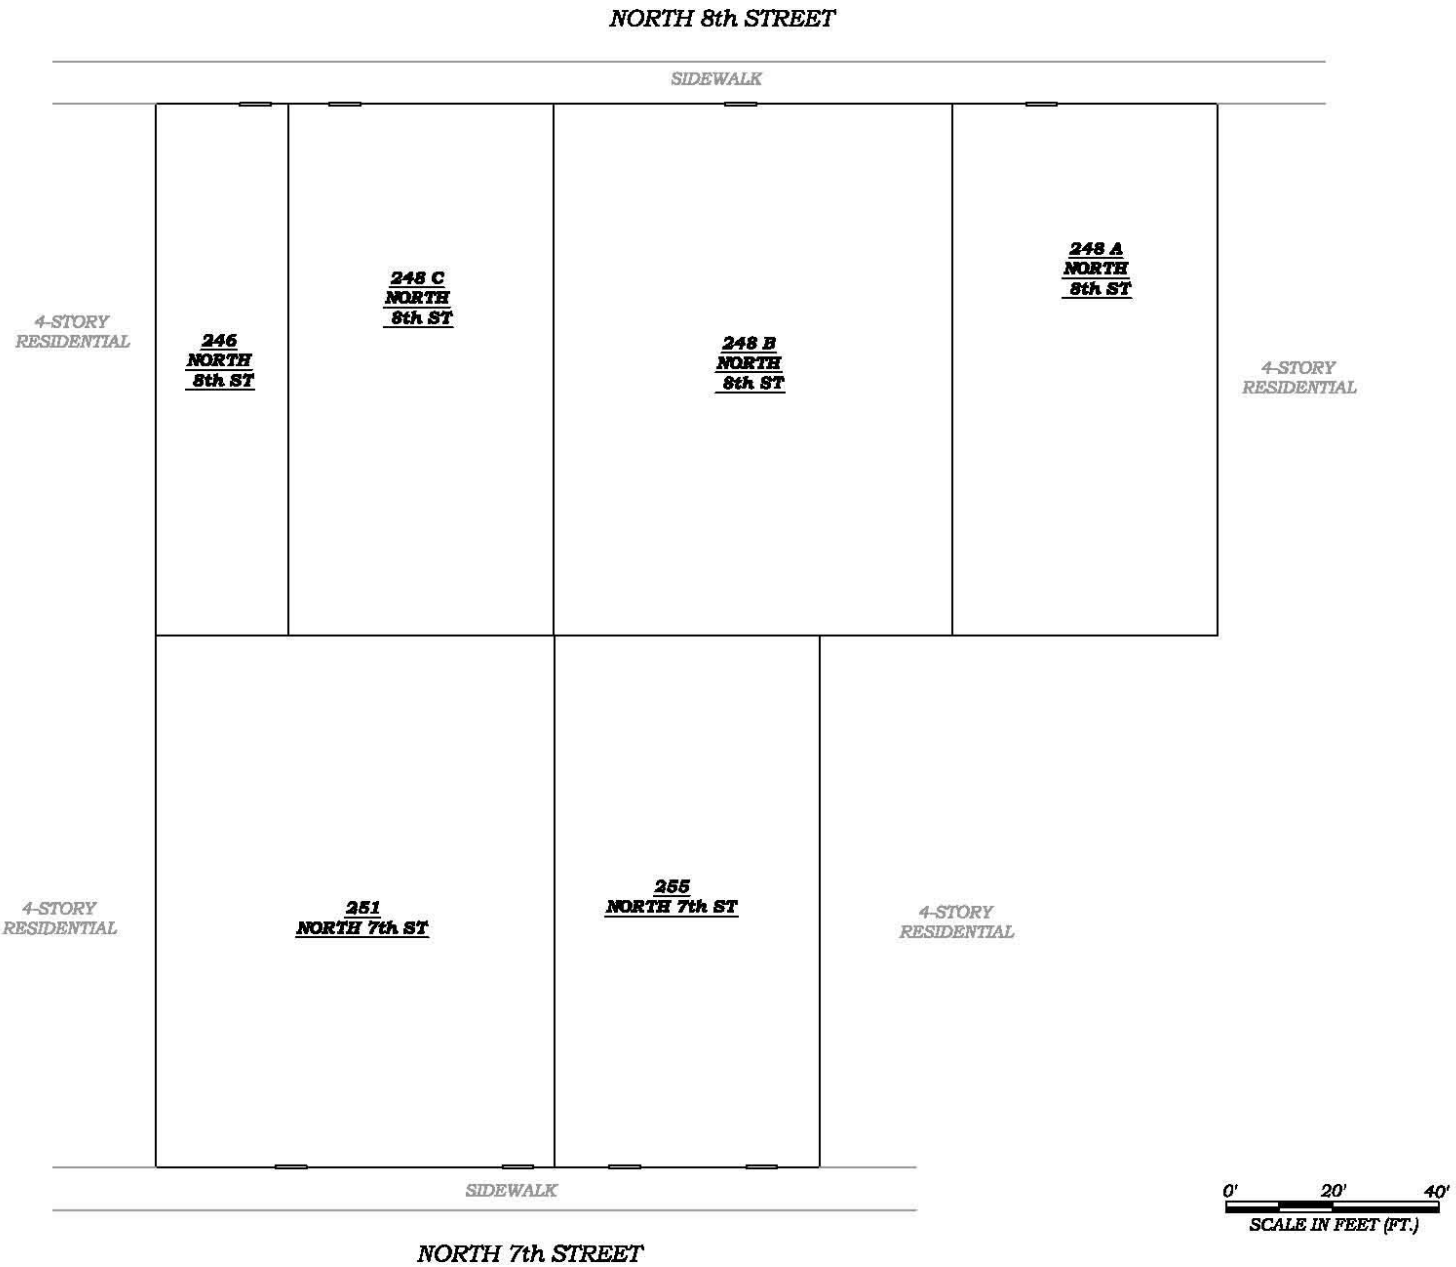 NORTH 8th STREET
SIDEWALK
248 A
NORTH
8th ST
248 C
NORTH
8th ST
4-STORY
RESIDENTIAL
246
NORTH
8th ST
248 B
NORTH
8th ST
4-STORY
RESIDENTIAL
4-STORY
RESIDENTIAL
251
NORTH 7th ST
255
NORTH 7th ST
4-STORY
RESIDENTIAL
SIDEWALK
0' 20' 40'
SCALE IN FEET (FT.)
NORTH 7th STREET